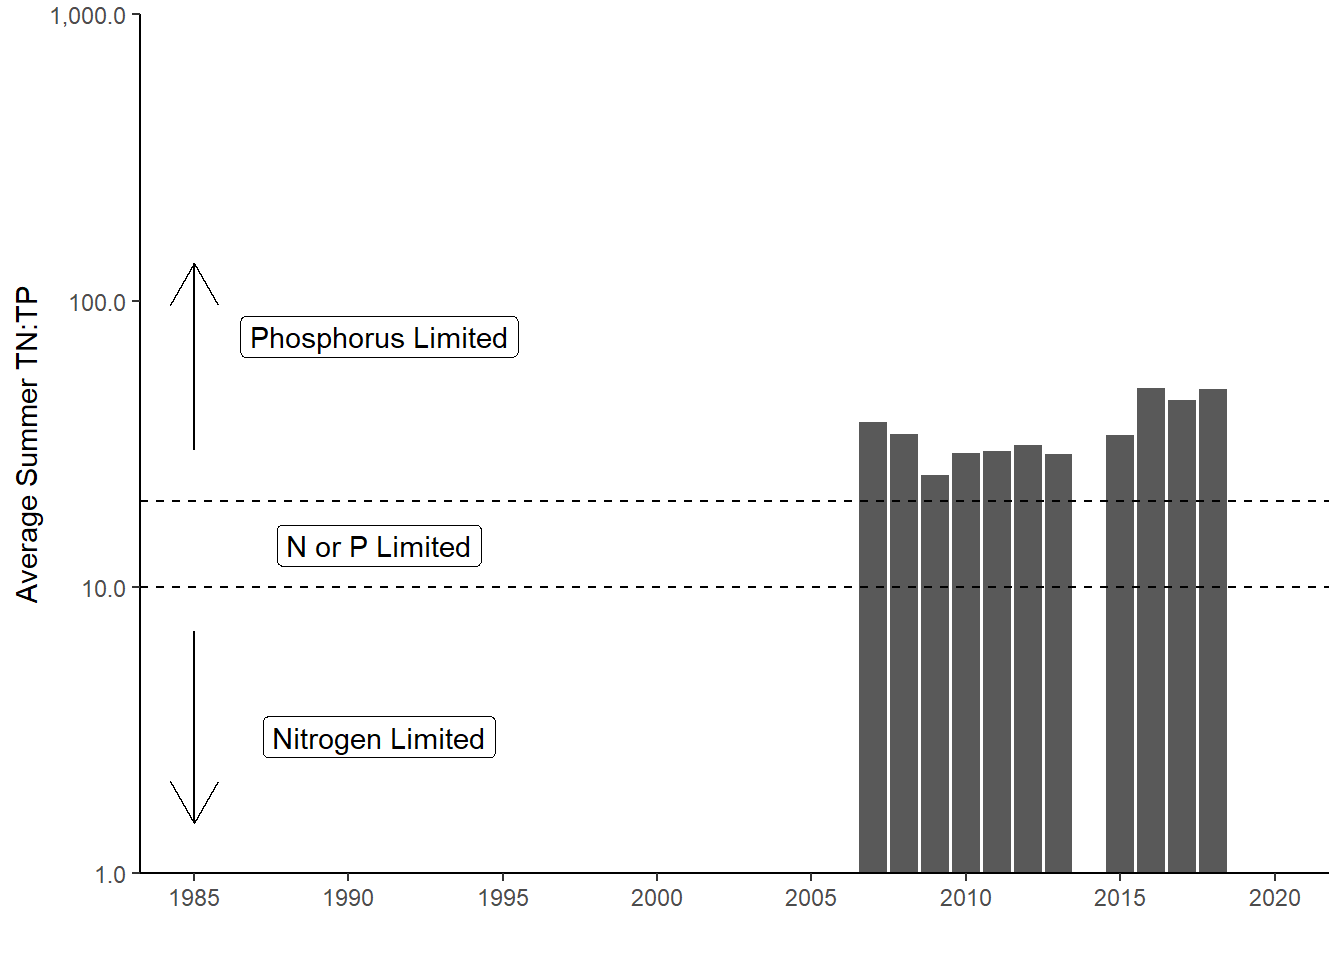 Average Summer TN:TP
1,000.0
100.0
10.0
1.0
Phosphorus Limited
N or P Limited
Nitrogen Limited
1985 1990 1995 2000 2005 2010 2015 2020